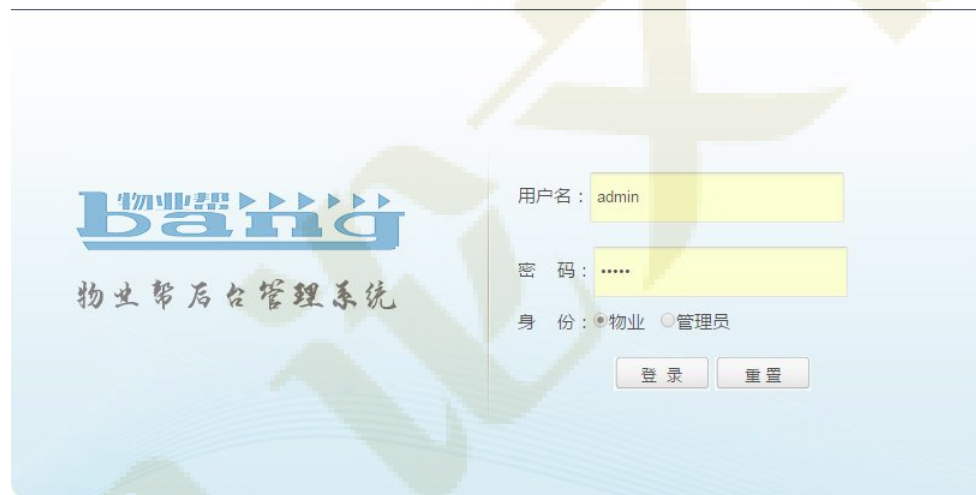 物业帮
bang
物业帮后台管理系统
用户名： admin
密 码： •••••
身 份： 物业 管理员
登 录 重 置